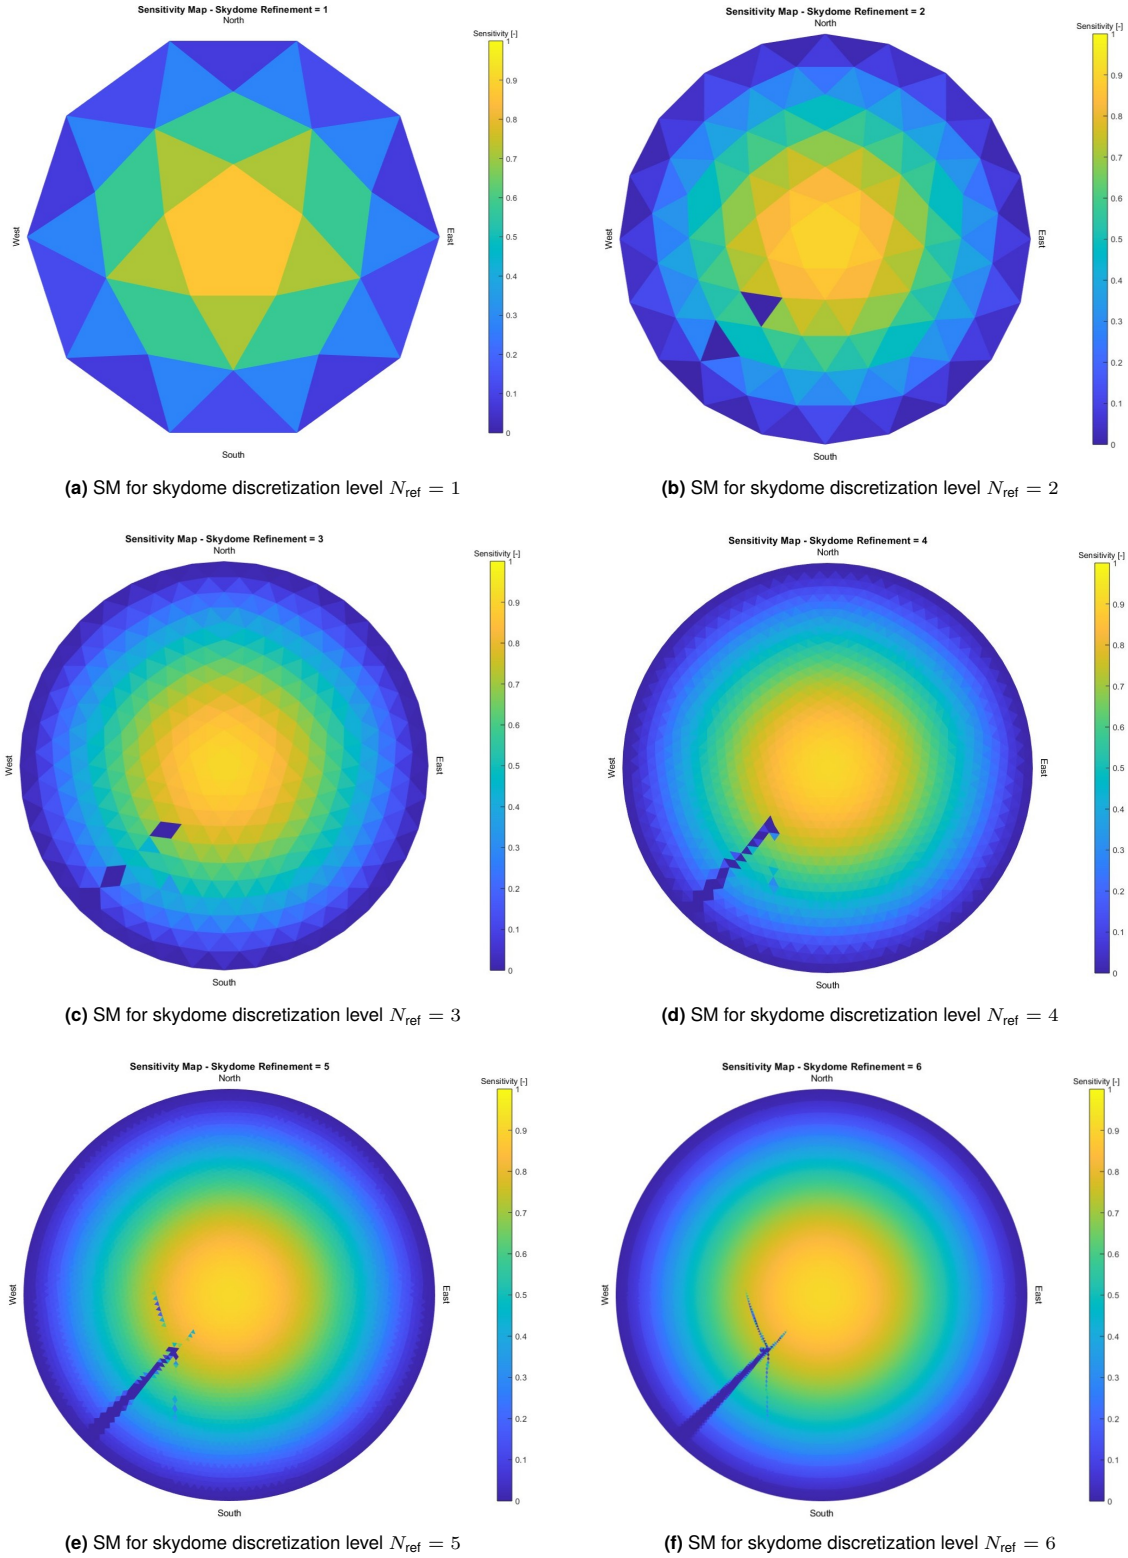 Sensitivity Map - Skydome Refinement = 1
North
Sensitivity [-]
1
0.9
0.8
0.7
0.6
0.5
0.4
0.3
0.2
0.1
0
West
East
South
(a) SM for skydome discretization level N_ref = 1
Sensitivity Map - Skydome Refinement = 2
North
Sensitivity [-]
1
0.9
0.8
0.7
0.6
0.5
0.4
0.3
0.2
0.1
0
West
East
South
(b) SM for skydome discretization level N_ref = 2
Sensitivity Map - Skydome Refinement = 3
North
Sensitivity [-]
1
0.9
0.8
0.7
0.6
0.5
0.4
0.3
0.2
0.1
0
West
East
South
(c) SM for skydome discretization level N_ref = 3
Sensitivity Map - Skydome Refinement = 4
North
Sensitivity [-]
1
0.9
0.8
0.7
0.6
0.5
0.4
0.3
0.2
0.1
0
West
East
South
(d) SM for skydome discretization level N_ref = 4
Sensitivity Map - Skydome Refinement = 5
North
Sensitivity [-]
1
0.9
0.8
0.7
0.6
0.5
0.4
0.3
0.2
0.1
0
West
East
South
(e) SM for skydome discretization level N_ref = 5
Sensitivity Map - Skydome Refinement = 6
North
Sensitivity [-]
1
0.9
0.8
0.7
0.6
0.5
0.4
0.3
0.2
0.1
0
West
East
South
(f) SM for skydome discretization level N_ref = 6